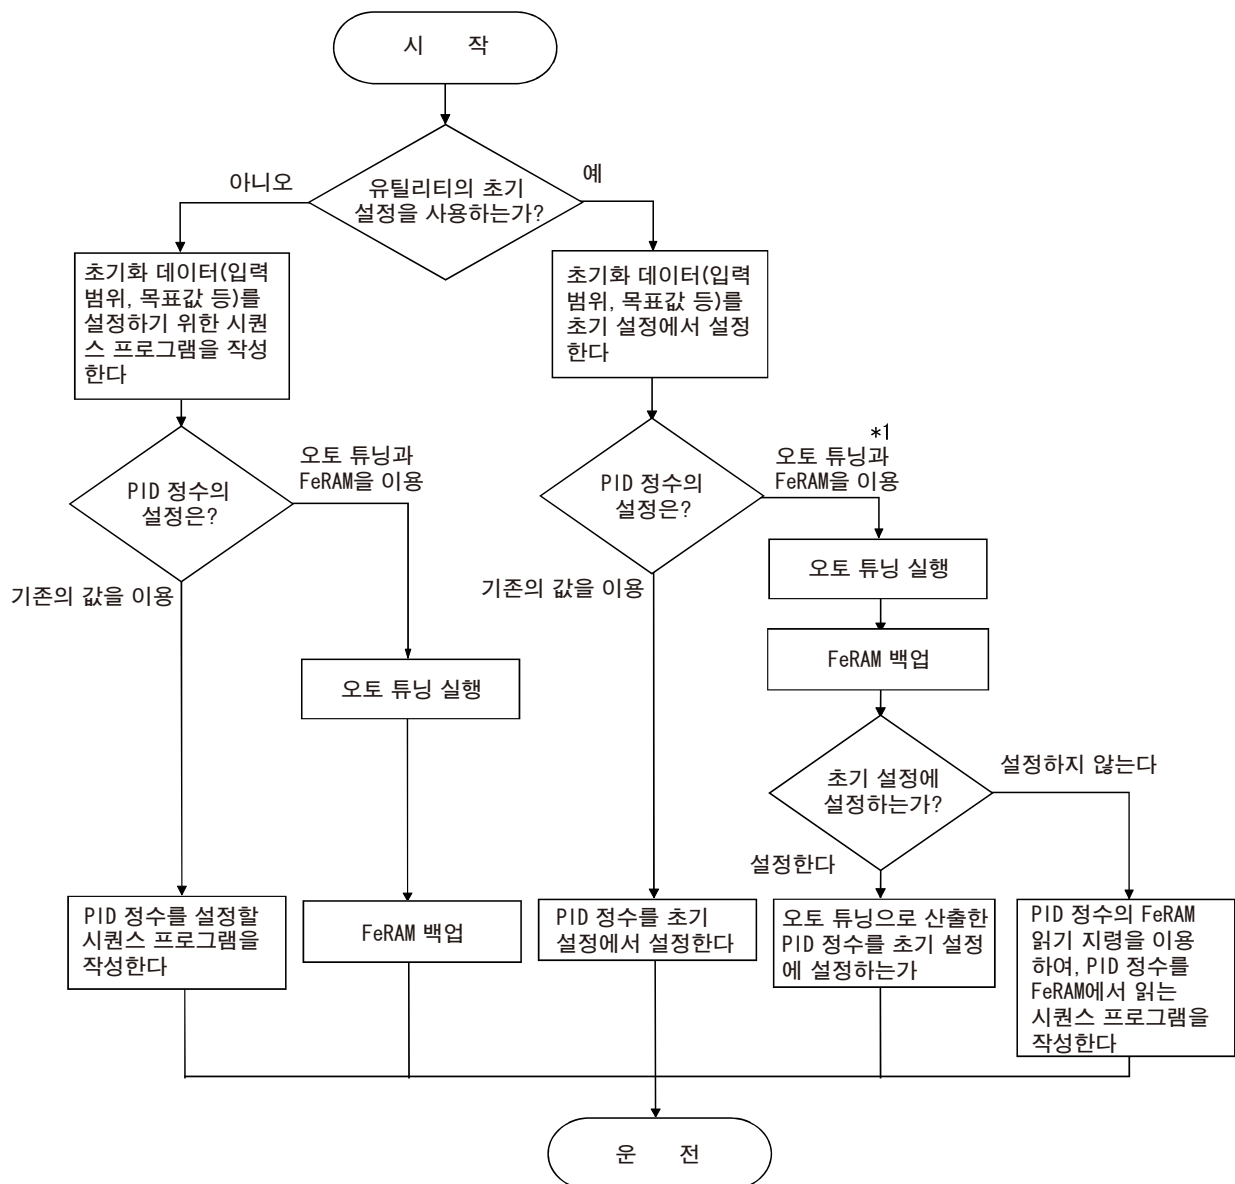 시 작
유틸리티의 초기
설정을 사용하는가?
아니오
예
초기화 데이터(입력
범위, 목표값 등)를
설정하기 위한 시퀀
스 프로그램을 작성
한다
초기화 데이터(입력
범위, 목표값 등)를
초기 설정에서 설정
한다
PID 정수의
설정은?
오토 튜닝과
FeRAM을 이용
기존의 값을 이용
PID 정수의
설정은?
*1
오토 튜닝과
FeRAM을 이용
기존의 값을 이용
오토 튜닝 실행
FeRAM 백업
오토 튜닝 실행
초기 설정에
설정하는가?
설정하지 않는다
설정한다
PID 정수를 설정할
시퀀스 프로그램을
작성한다
FeRAM 백업
PID 정수를 초기
설정에서 설정한다
오토 튜닝으로 산출한
PID 정수를 초기 설정
에 설정하는가
PID 정수의 FeRAM
읽기 지령을 이용
하여, PID 정수를
FeRAM에서 읽는
시퀀스 프로그램을
작성한다
운 전